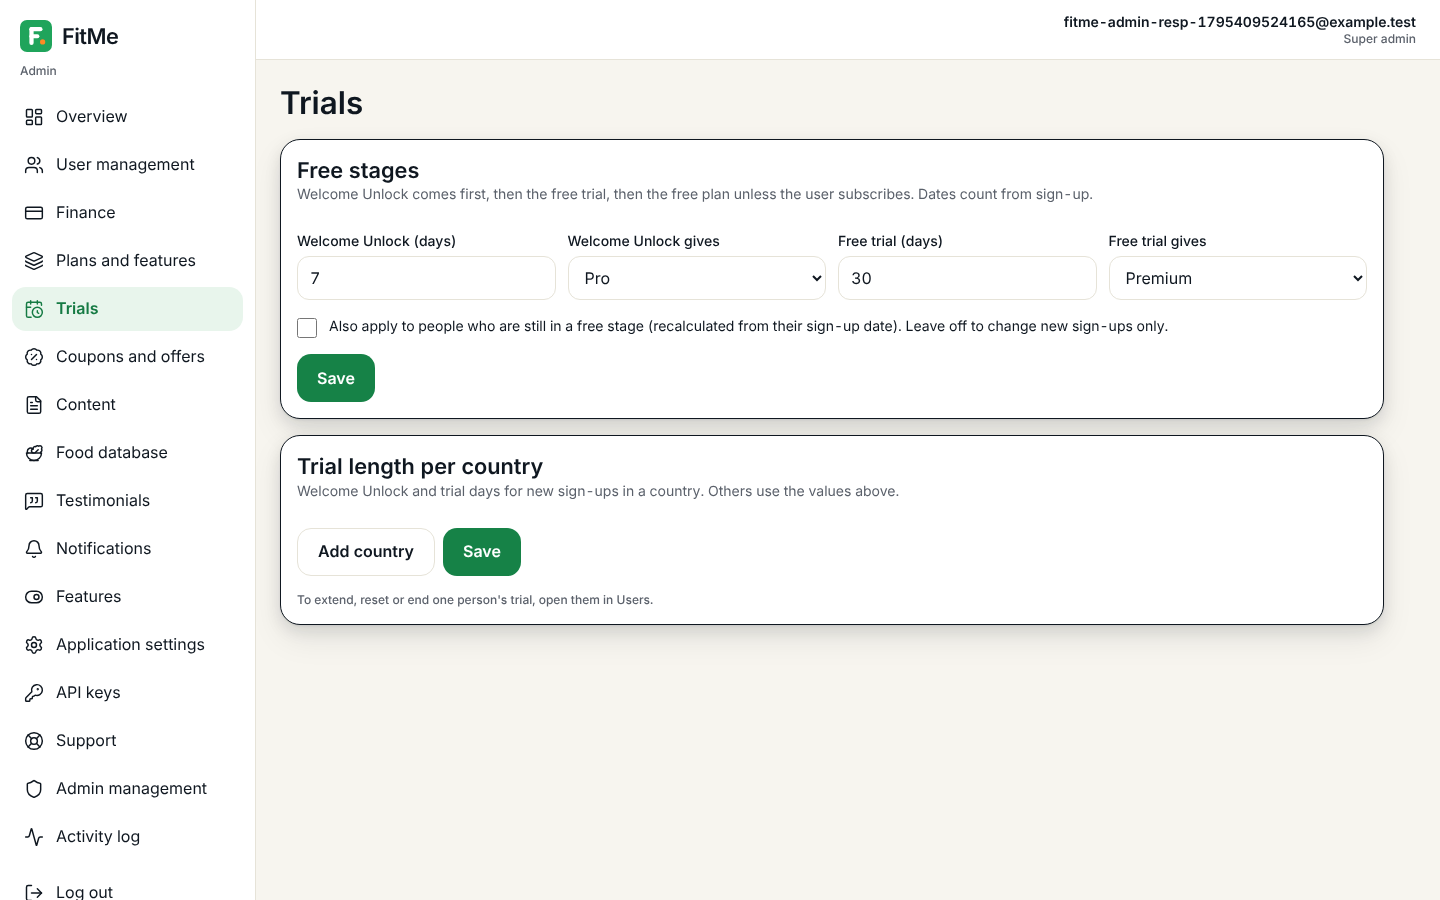 FitMe
Admin
Overview
User management
Finance
Plans and features
Trials
Coupons and offers
Content
Food database
Testimonials
Notifications
Features
Application settings
API keys
Support
Admin management
Activity log
Log out
fitme-admin-resp-1795409524165@example.test
Super admin
Trials
Free stages
Welcome Unlock comes first, then the free trial, then the free plan unless the user subscribes. Dates count from sign-up.
Welcome Unlock (days)
7
Welcome Unlock gives
Pro
Free trial (days)
30
Free trial gives
Premium
Also apply to people who are still in a free stage (recalculated from their sign-up date). Leave off to change new sign-ups only.
Save
Trial length per country
Welcome Unlock and trial days for new sign-ups in a country. Others use the values above.
Add country
Save
To extend, reset or end one person's trial, open them in Users.